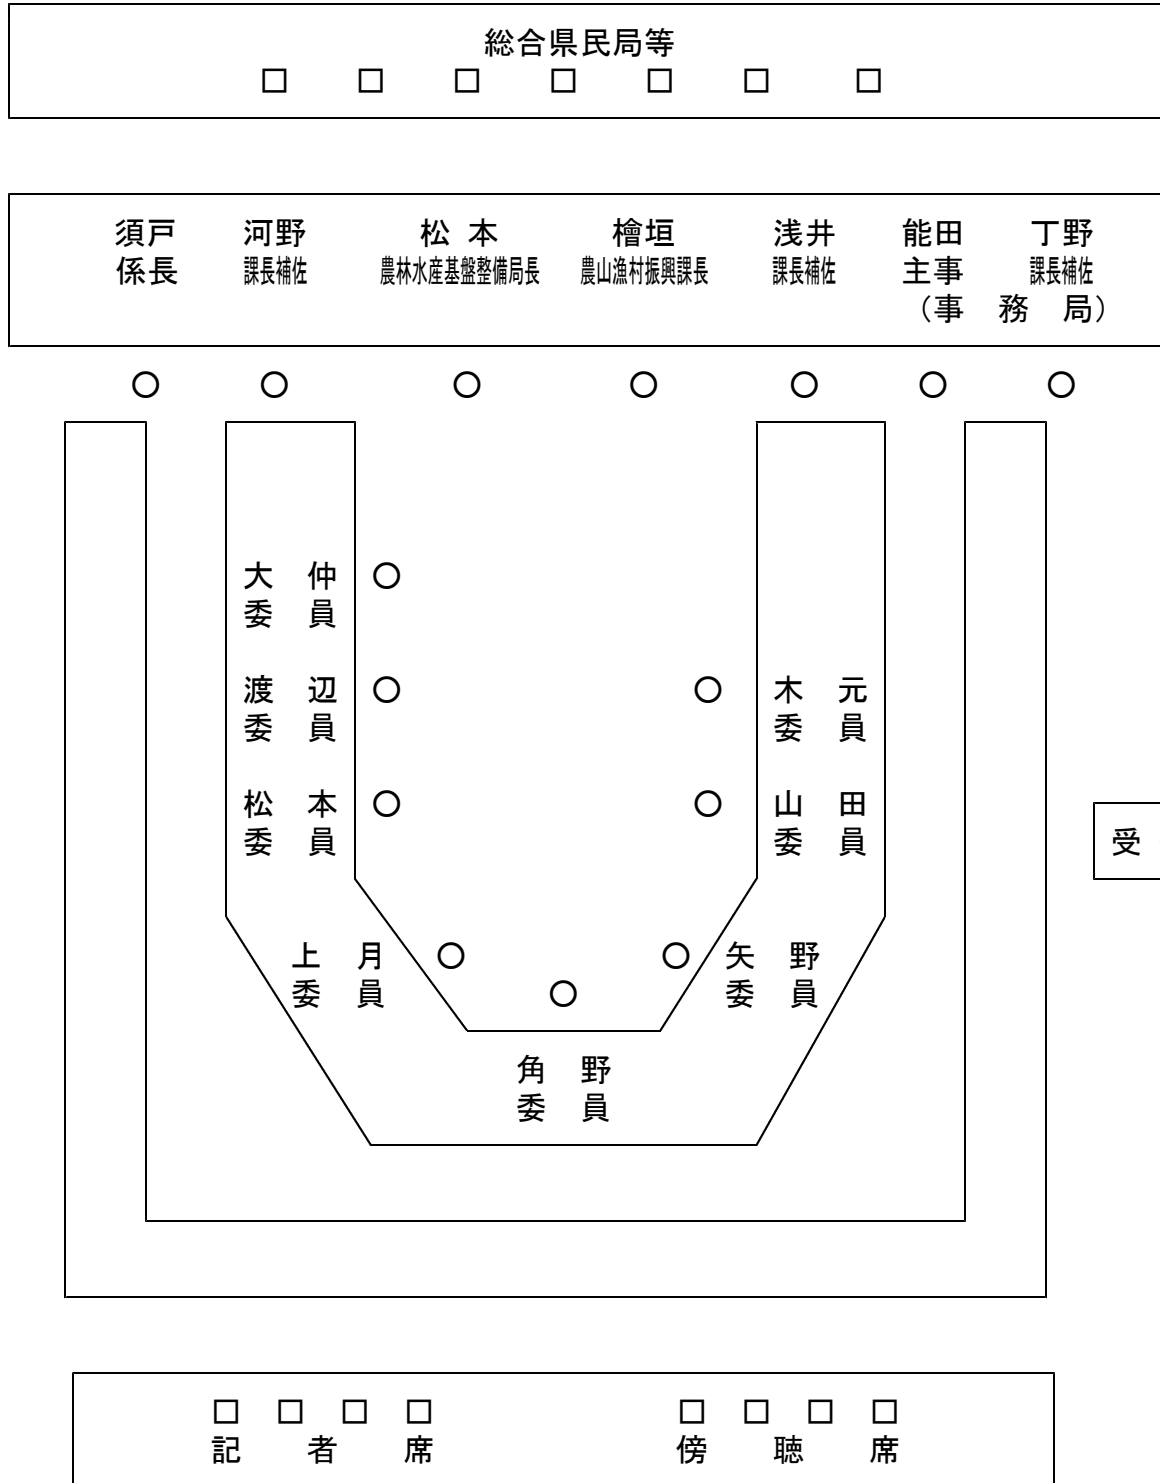 総合県民局等
□ □ □ □ □ □ □
須戸 河野 松本 檜垣 浅井 能田 丁野
係長 課長補佐 農林水産基盤整備局長 農山漁村振興課長 課長補佐 主事 課長補佐
（事務局）
○ ○ ○ ○ ○ ○ ○
大仲 ○
委員
渡辺 ○ ○ 木元
委員 委員
松本 ○ ○ 山田
委員 委員
受
上月 ○ ○ 矢野
委員 ○ 委員
角野
委員
□ □ □ □ □ □ □ □
記者席 傍聴席